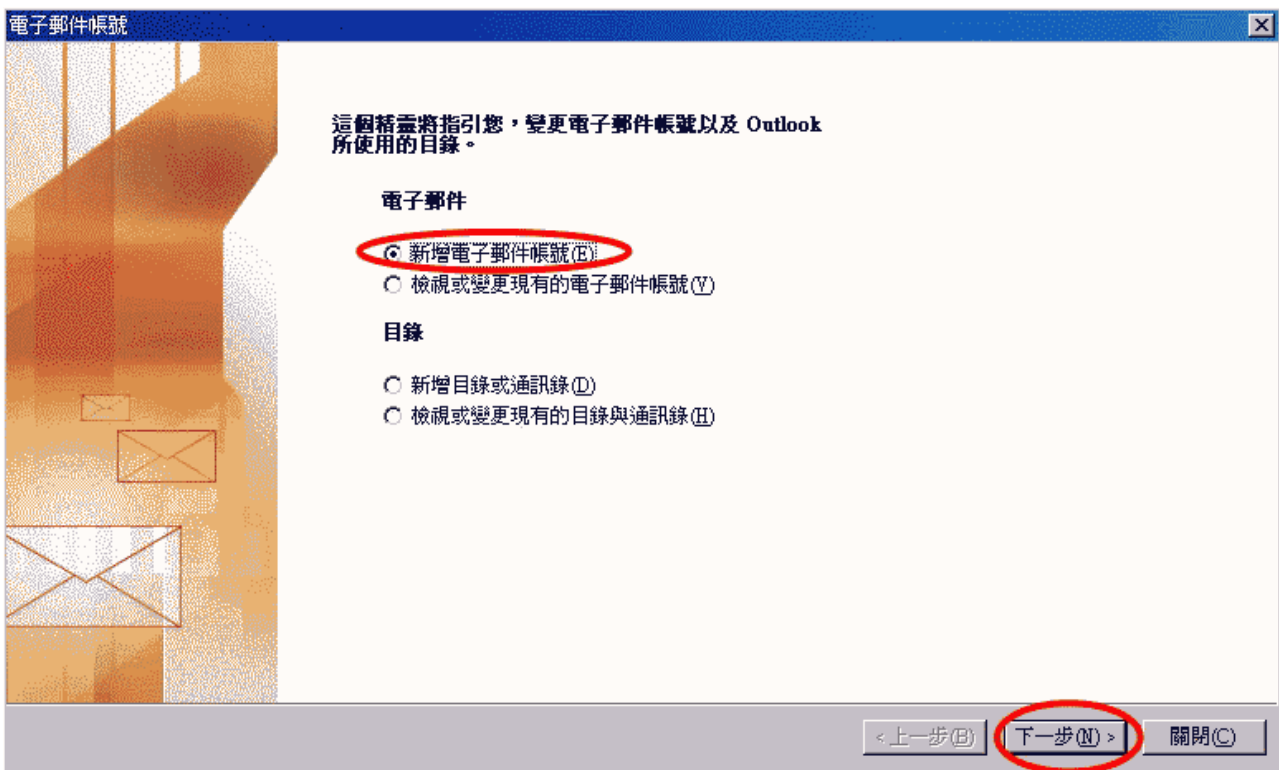 電子郵件帳號
這個精靈將指引您，變更電子郵件帳號以及 Outlook
所使用的目錄。
電子郵件
新增電子郵件帳號(E)
檢視或變更現有的電子郵件帳號(V)
目錄
新增目錄或通訊錄(D)
檢視或變更現有的目錄與通訊錄(H)
<上一步(B) 下一步(N) > 關閉(C)